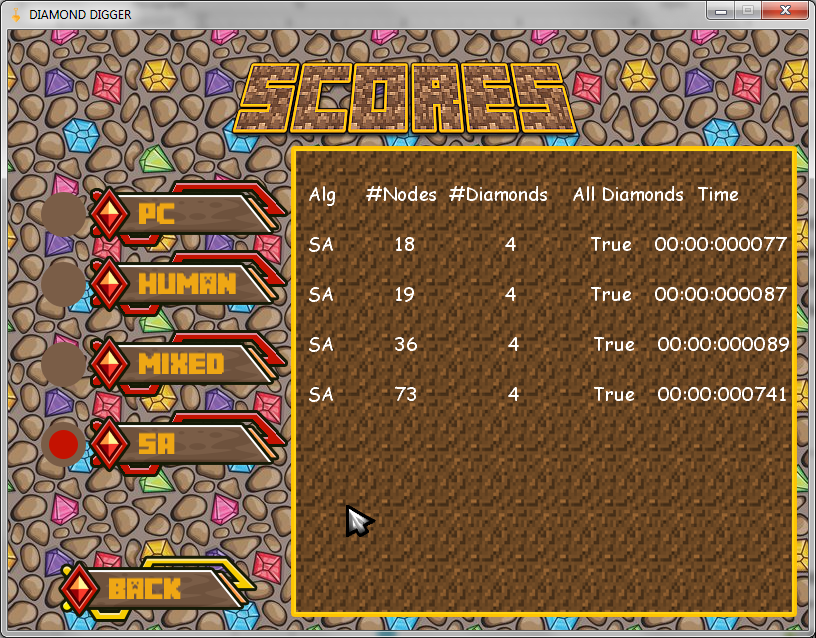 DIAMOND DIGGER
SCORES
PC
HUMAN
MIXED
SA
BACK
Alg #Nodes #Diamonds All Diamonds Time
SA 18 4 True 00:00:000077
SA 19 4 True 00:00:000087
SA 36 4 True 00:00:000089
SA 73 4 True 00:00:000741